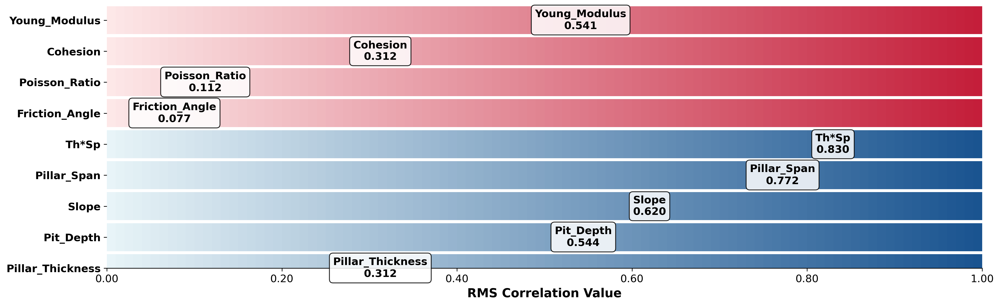 Young_Modulus
Young_Modulus
0.541
Cohesion
Cohesion
0.312
Poisson_Ratio
Poisson_Ratio
0.112
Friction_Angle
Friction_Angle
0.077
Th*Sp
Th*Sp
0.830
Pillar_Span
Pillar_Span
0.772
Slope
Slope
0.620
Pit_Depth
Pit_Depth
0.544
Pillar_Thickness
Pillar_Thickness
0.312
0.00 0.20 0.40 0.60 0.80 1.00
RMS Correlation Value